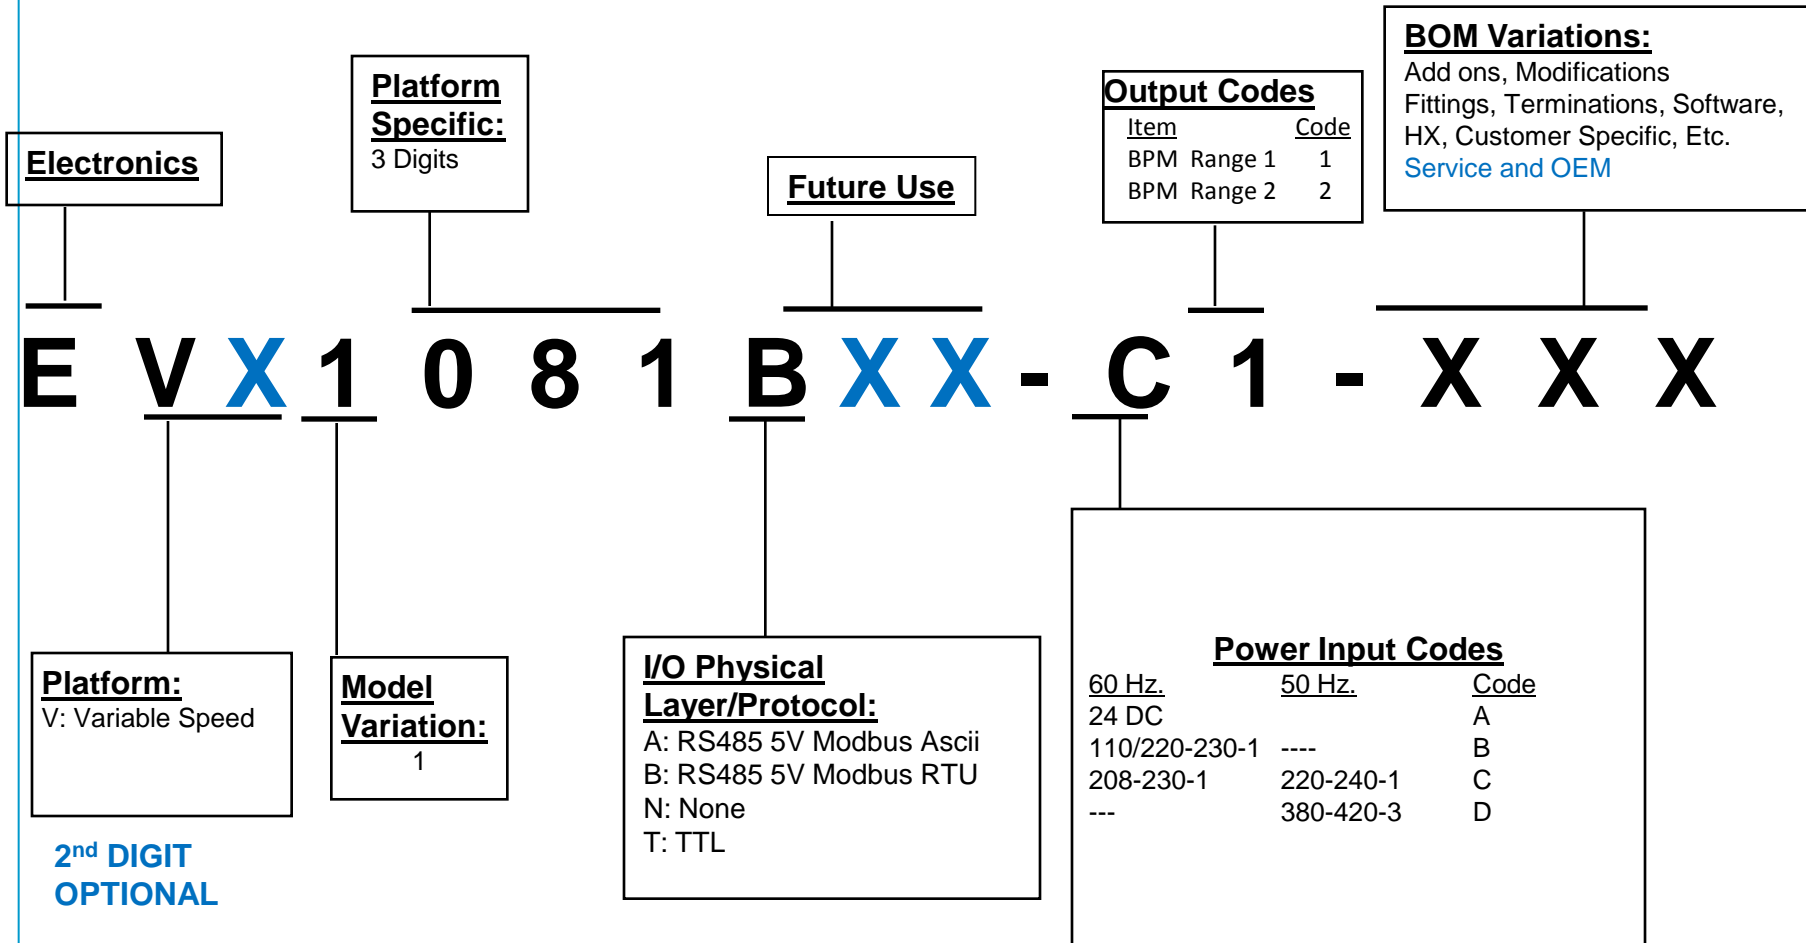 Electronics
Platform
Specific:
3 Digits
Future Use
Output Codes
Item Code
BPM Range 1 1
BPM Range 2 2
BOM Variations:
Add ons, Modifications
Fittings, Terminations, Software,
HX, Customer Specific, Etc.
Service and OEM
E V X 1 0 8 1 B X X - C 1 - X X X
Platform:
V: Variable Speed
2nd DIGIT
OPTIONAL
Model
Variation:
1
I/O Physical
Layer/Protocol:
A: RS485 5V Modbus Ascii
B: RS485 5V Modbus RTU
N: None
T: TTL
Power Input Codes
60 Hz. 50 Hz. Code
24 DC A
110/220-230-1 ---- B
208-230-1 220-240-1 C
--- 380-420-3 D